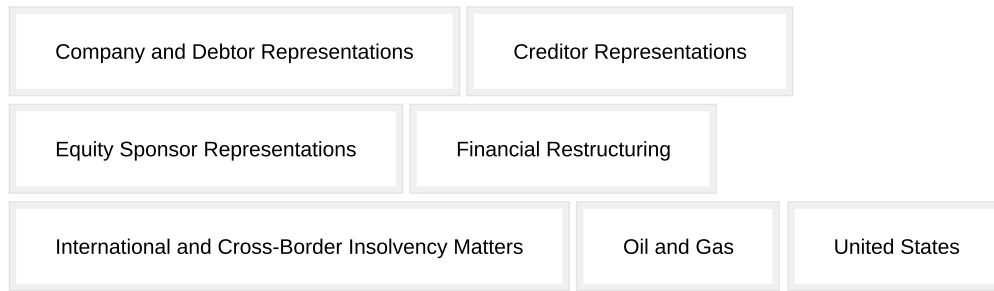 Company and Debtor Representations Creditor Representations
Equity Sponsor Representations Financial Restructuring
International and Cross-Border Insolvency Matters Oil and Gas United States